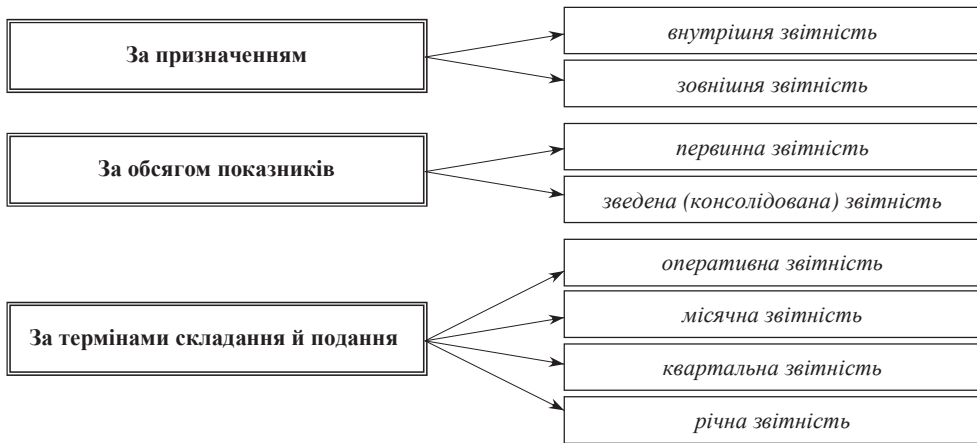 За призначенням
внутрішня звітність
зовнішня звітність
За обсягом показників
первинна звітність
зведена (консолідована) звітність
За термінами складання й подання
оперативна звітність
місячна звітність
квартальна звітність
річна звітність